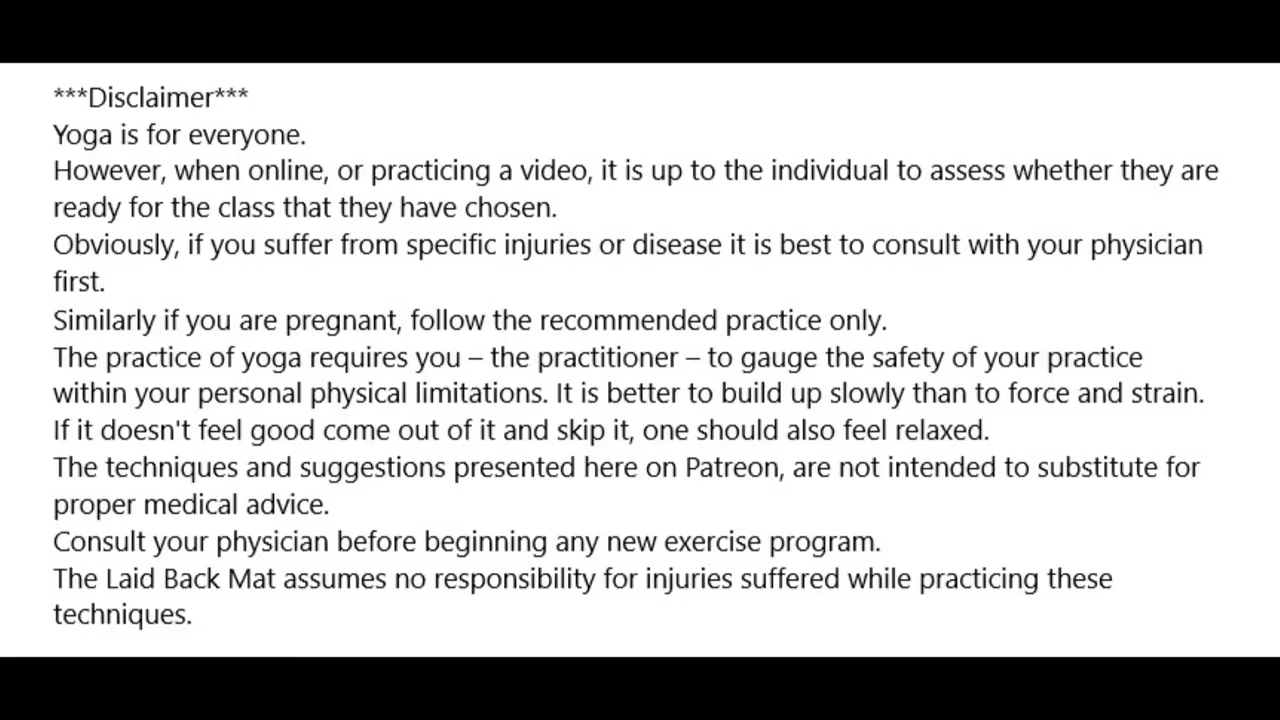 ***Disclaimer***
Yoga is for everyone.
However, when online, or practicing a video, it is up to the individual to assess whether they are
ready for the class that they have chosen.
Obviously, if you suffer from specific injuries or disease it is best to consult with your physician
first.
Similarly if you are pregnant, follow the recommended practice only.
The practice of yoga requires you – the practitioner – to gauge the safety of your practice
within your personal physical limitations. It is better to build up slowly than to force and strain.
If it doesn't feel good come out of it and skip it, one should also feel relaxed.
The techniques and suggestions presented here on Patreon, are not intended to substitute for
proper medical advice.
Consult your physician before beginning any new exercise program.
The Laid Back Mat assumes no responsibility for injuries suffered while practicing these
techniques.